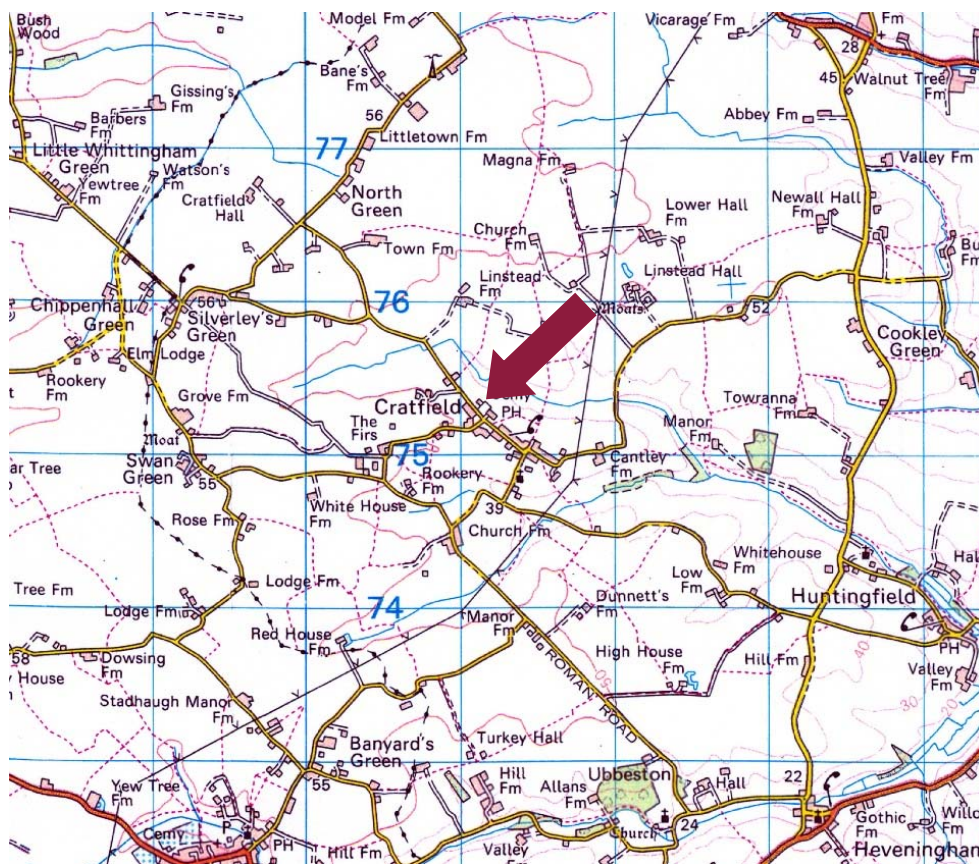 Bush
Wood
Model Fm
Vicarage Fm
Fm
28
Bane's
Fm
Gissing's
Fm
45
Walnut Tree
Fm
Barbers
Fm
56
Abbey Fm
Littletown Fm
77
Little Whittingham
Green
Magna Fm
Valley Fm
Yewtree
Fm
Watson's
Fm
Cratfield
Hall
North
Green
Newall Hall
Fm
Lower Hall
Fm
Church
Fm
Town Fm
Linstead
Fm
Linstead Hall
Chippenhall
Green
56
76
Moats
52
Silverley's
Green
Cookley
Green
Elm Lodge
Rookery
Fm
Grove Fm
Cratfield
PH
Towranna
Fm
The
Firs
Manor
Fm
Moat
75
Swan
Green
Rookery
Fm
Cantley
Fm
55
White House
Fm
39
Rose Fm
Church Fm
Whitehouse
Fm
Tree Fm
Lodge Fm
Low
Fm
Huntingfield
Lodge Fm
74
Dunnett's
Fm
Manor
Fm
PH
Red House
Fm
58
Dowsing
Fm
High House
Fm
Hill Fm
40
Valley
Fm
House
Fm
ROMAN ROAD
50
30
Stadhaugh Manor
Fm
Turkey Hall
Banyard's
Green
Ubbeston
Hall
22
Yew Tree
Fm
55
Hill
Fm
Allans
Fm
Gothic
Fm
Cemy
P
PH
Hill Fm
Valley
Fm
Church
24
Heveningham